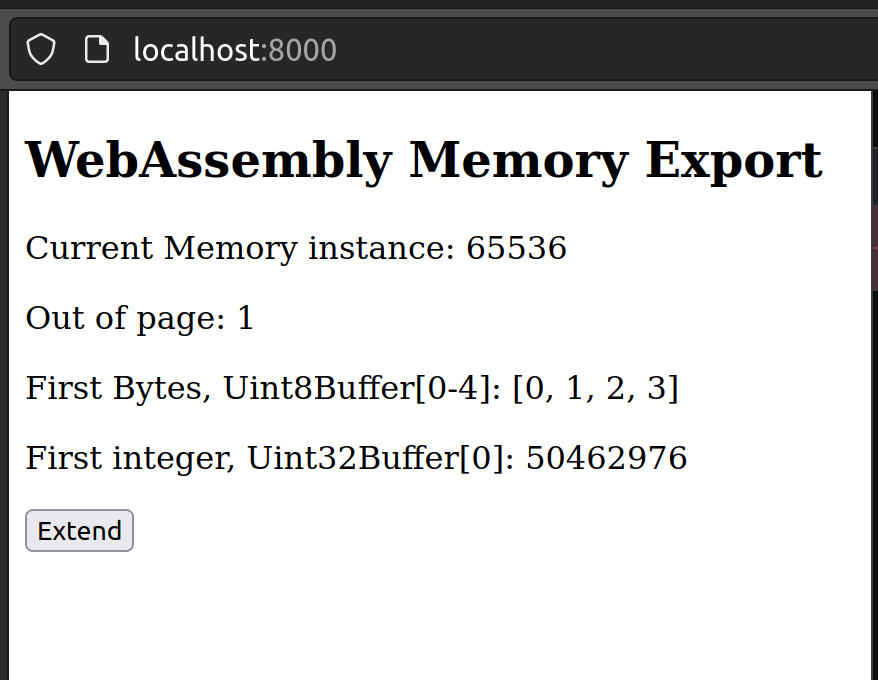 localhost:8000
WebAssembly Memory Export
Current Memory instance: 65536
Out of page: 1
First Bytes, Uint8Buffer[0-4]: [0, 1, 2, 3]
First integer, Uint32Buffer[0]: 50462976
Extend